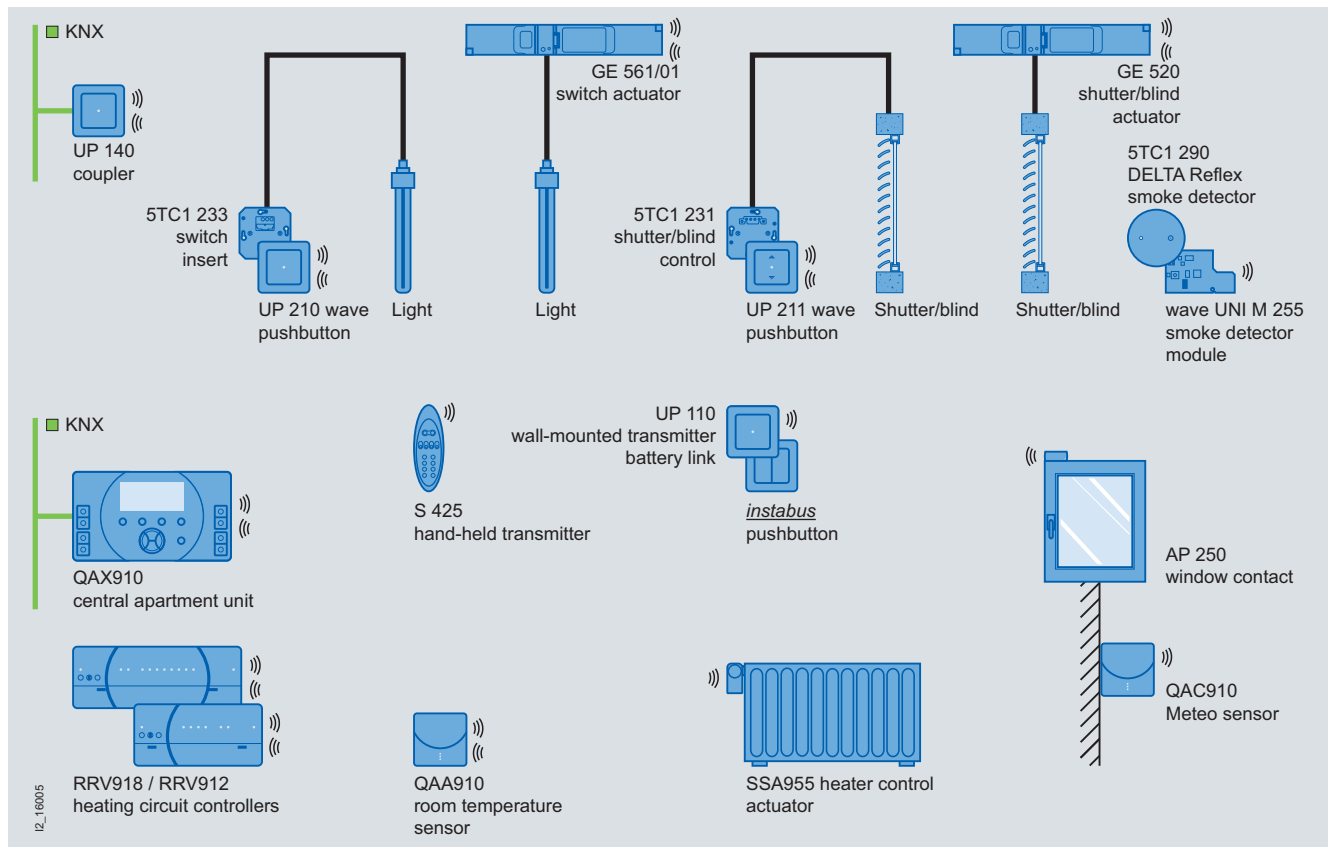 KNX
UP 140
coupler
5TC1 233
switch
insert
UP 210 wave
pushbutton
Light
GE 561/01
switch actuator
Light
5TC1 231
shutter/blind
control
UP 211 wave
pushbutton
Shutter/blind
GE 520
shutter/blind
actuator
Shutter/blind
5TC1 290
DELTA Reflex
smoke detector
wave UNI M 255
smoke detector
module
KNX
QAX910
central apartment unit
S 425
hand-held transmitter
UP 110
wall-mounted transmitter
battery link
instabus
pushbutton
AP 250
window contact
QAC910
Meteo sensor
RRV918 / RRV912
heating circuit controllers
QAA910
room temperature
sensor
SSA955 heater control
actuator
I2_16005